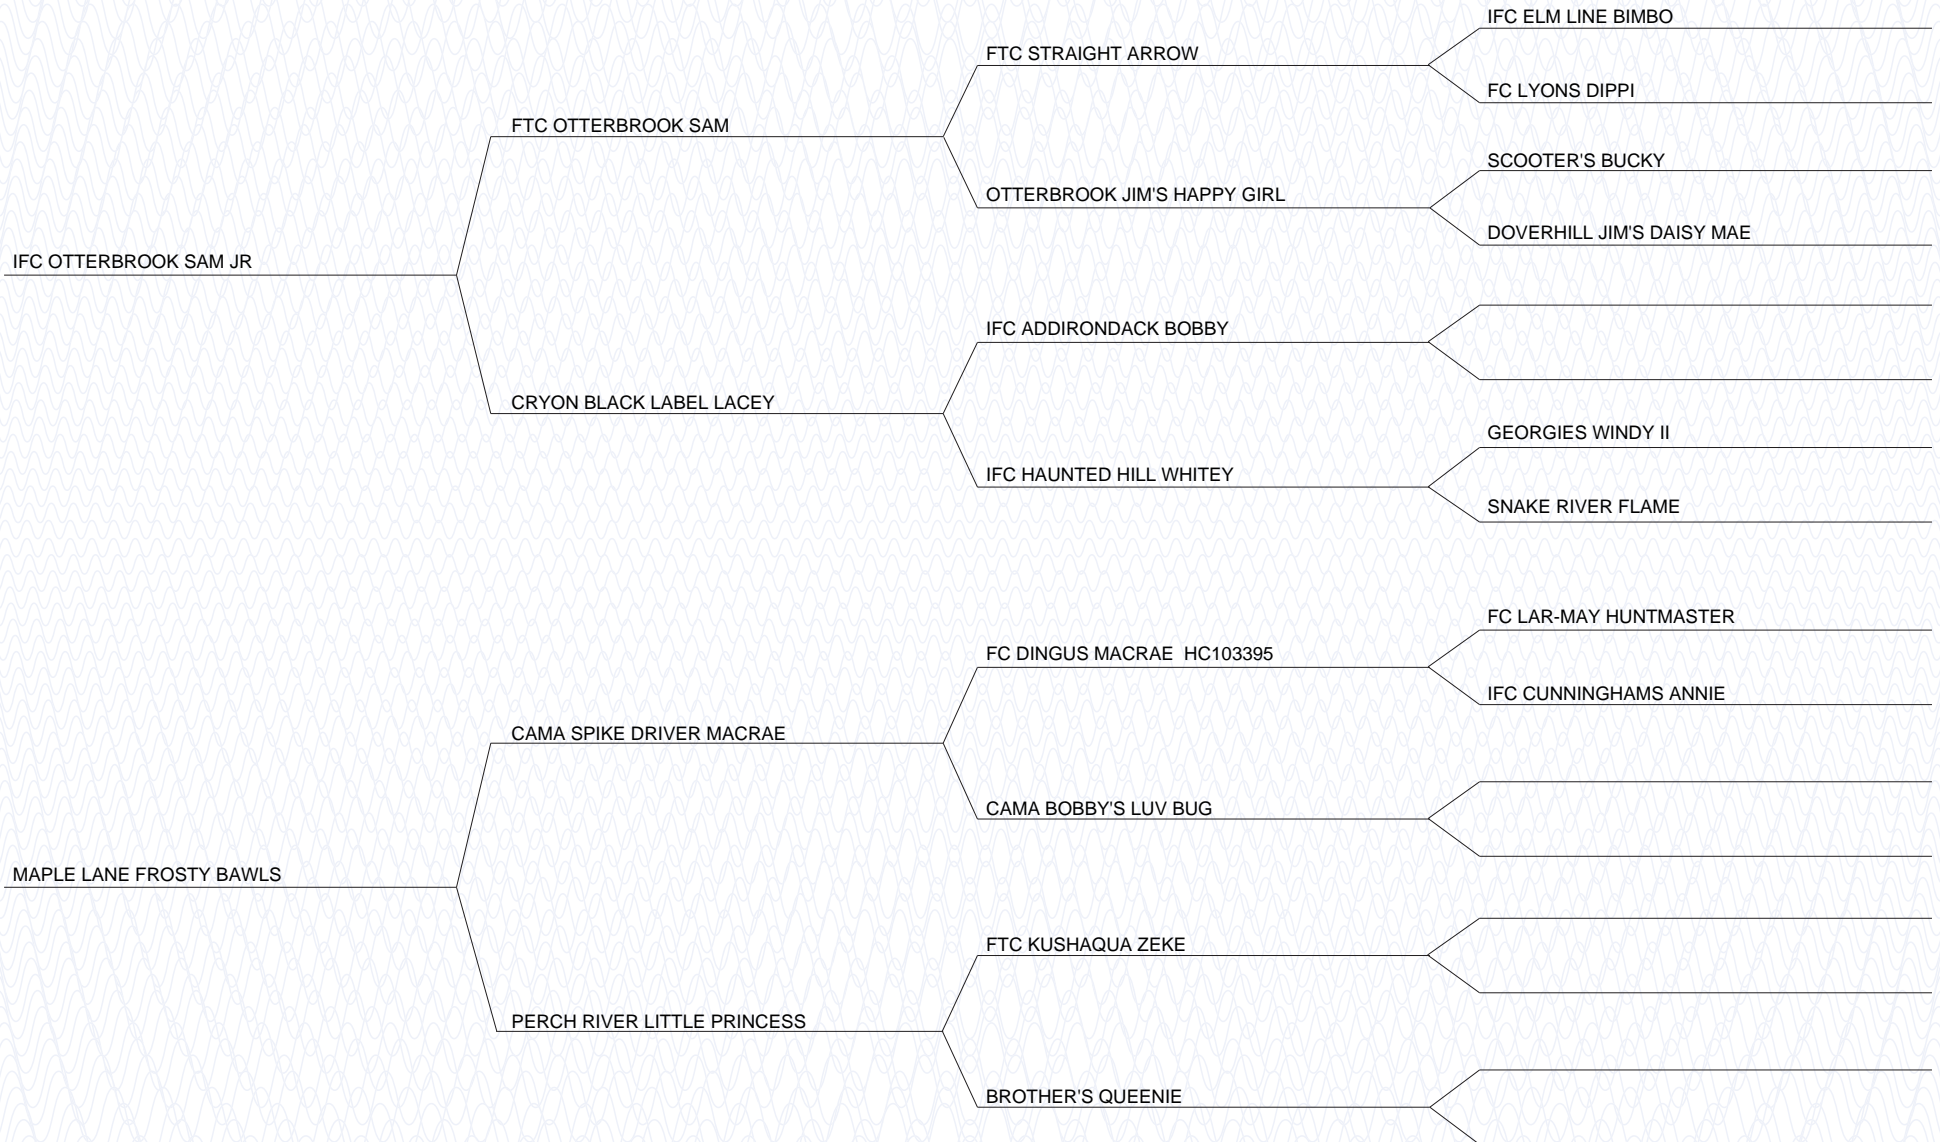 IFC ELM LINE BIMBO
FTC STRAIGHT ARROW
FC LYONS DIPPI
FTC OTTERBROOK SAM
SCOOTER'S BUCKY
OTTERBROOK JIM'S HAPPY GIRL
DOVERHILL JIM'S DAISY MAE
IFC OTTERBROOK SAM JR
IFC ADDIRONDACK BOBBY
CRYON BLACK LABEL LACEY
GEORGIES WINDY II
IFC HAUNTED HILL WHITEY
SNAKE RIVER FLAME
FC LAR-MAY HUNTMASTER
FC DINGUS MACRAE  HC103395
IFC CUNNINGHAMS ANNIE
CAMA SPIKE DRIVER MACRAE
CAMA BOBBY'S LUV BUG
MAPLE LANE FROSTY BAWLS
FTC KUSHAQUA ZEKE
PERCH RIVER LITTLE PRINCESS
BROTHER'S QUEENIE